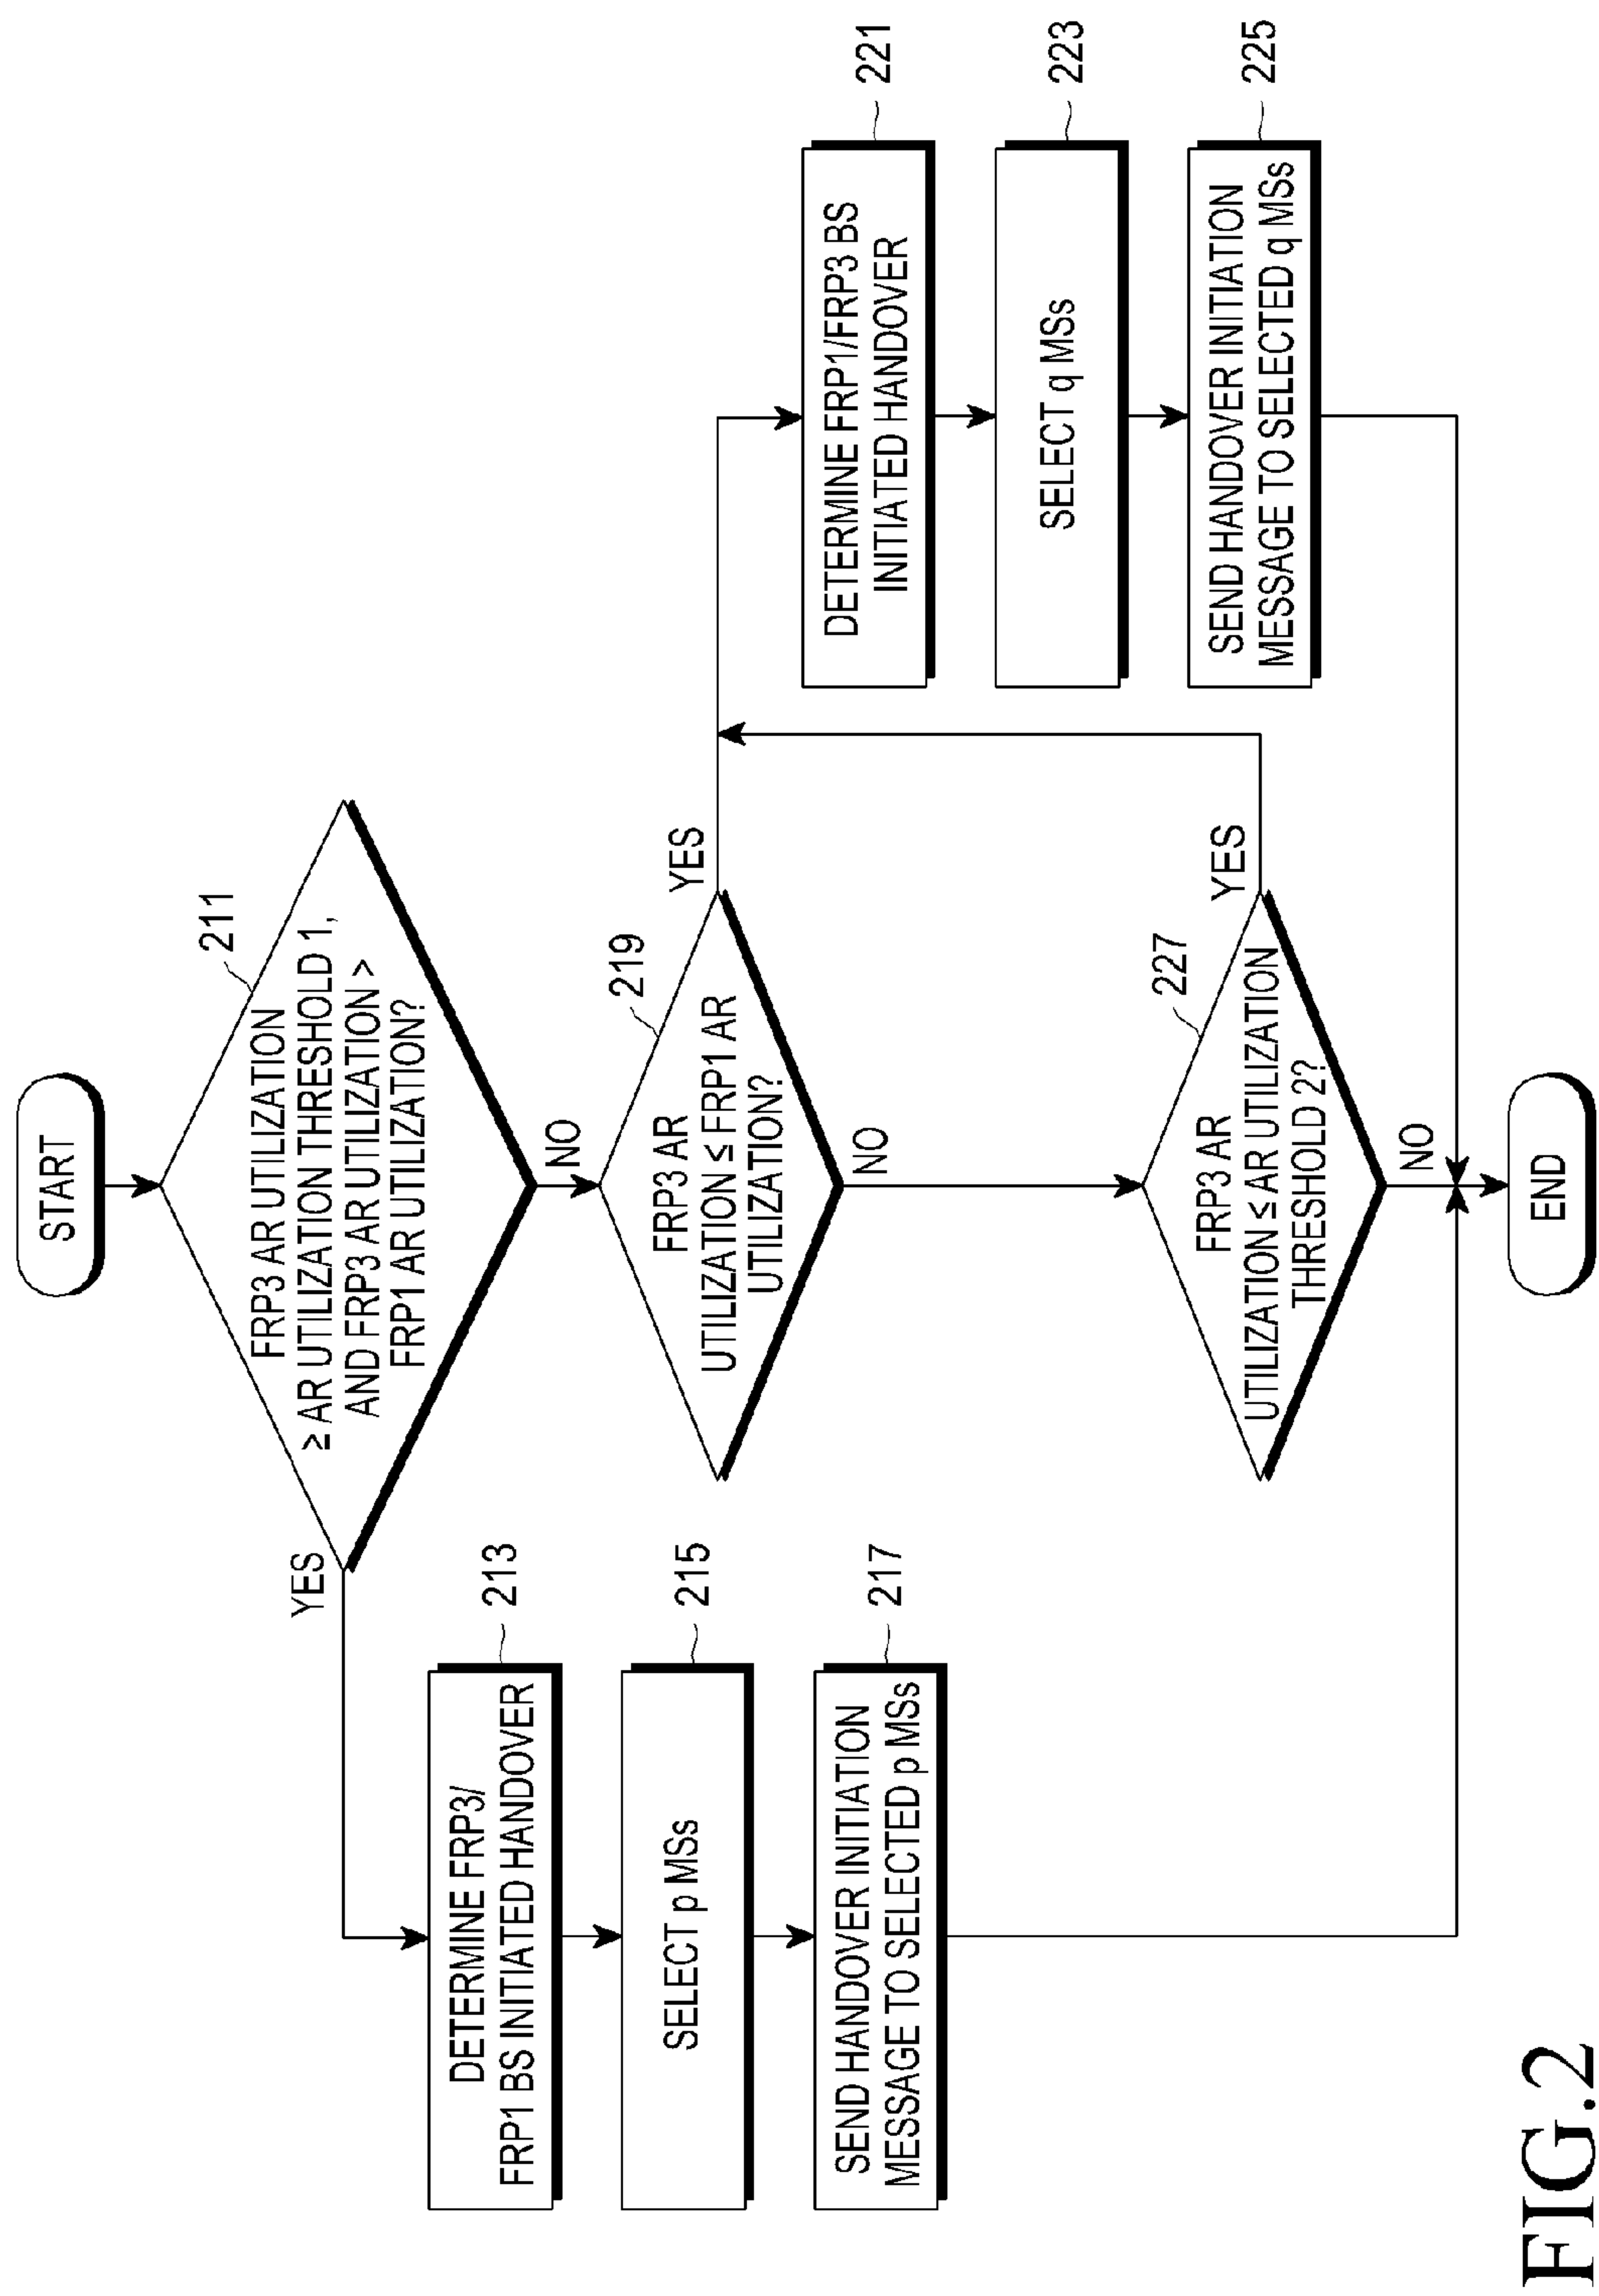 START
211
FRP3 AR UTILIZATION
≥ AR UTILIZATION THRESHOLD 1,
AND FRP3 AR UTILIZATION >
FRP1 AR UTILIZATION?
YES
NO
213
DETERMINE FRP3/
FRP1 BS INITIATED HANDOVER
215
SELECT p MSs
217
SEND HANDOVER INITIATION
MESSAGE TO SELECTED p MSs
219
FRP3 AR
UTILIZATION ≤ FRP1 AR
UTILIZATION?
YES
NO
221
DETERMINE FRP1/FRP3 BS
INITIATED HANDOVER
223
SELECT q MSs
225
SEND HANDOVER INITIATION
MESSAGE TO SELECTED q MSs
227
FRP3 AR
UTILIZATION ≤ AR UTILIZATION
THRESHOLD 2?
YES
NO
END
FIG.2